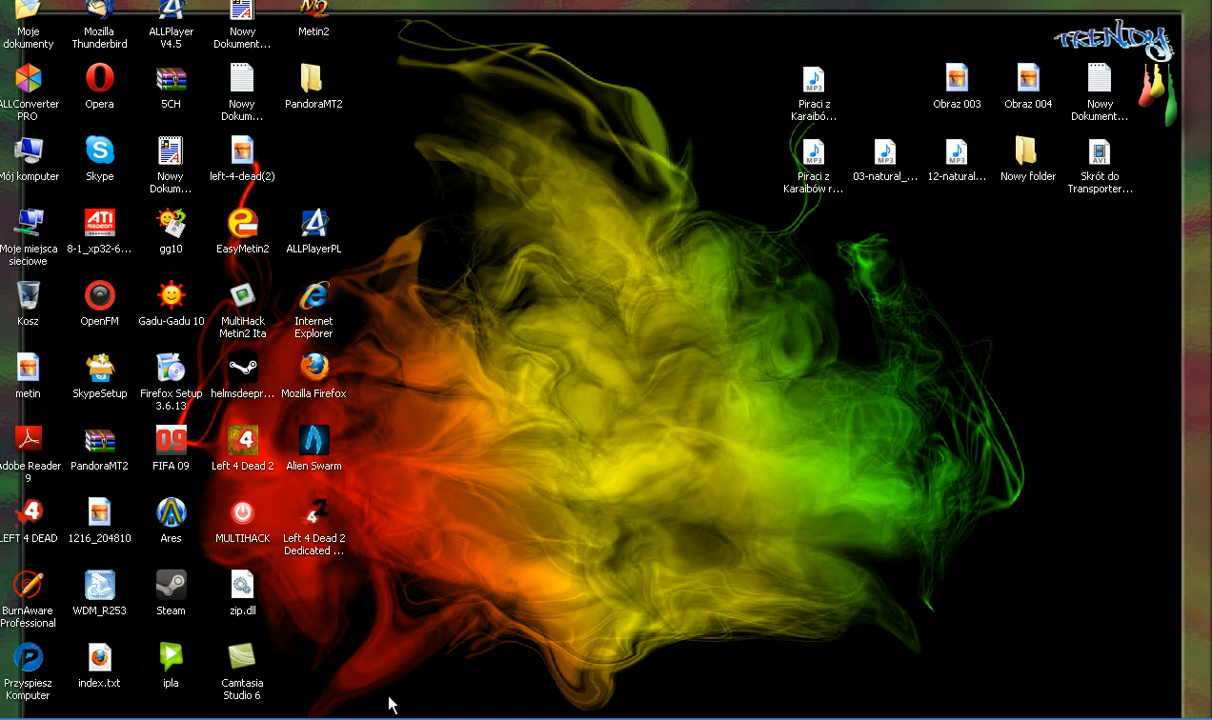 TRENDY
Moje
dokumenty
Mozilla
Thunderbird
ALLPlayer
V4.5
Nowy
Dokument...
Metin2
ALLConverter
PRO
Opera
5CH
Nowy
Dokum...
PandoraMT2
Piraci z
Karaibó...
Obraz 003
Obraz 004
Nowy
Dokument...
Mój komputer
Skype
Nowy
Dokum...
left-4-dead(2)
Piraci z
Karaibów r...
03-natural_...
12-natural...
Nowy folder
Skrót do
Transporter...
Moje miejsca
sieciowe
8-1_xp32-6...
gg10
EasyMetin2
ALLPlayerPL
Kosz
OpenFM
Gadu-Gadu 10
MultiHack
Metin2 Ita
Internet
Explorer
metin
SkypeSetup
Firefox Setup
3.6.13
helmsdeepr...
Mozilla Firefox
Adobe Reader
9
PandoraMT2
FIFA 09
Left 4 Dead 2
Alien Swarm
LEFT 4 DEAD
1216_204810
Ares
MULTIHACK
Left 4 Dead 2
Dedicated ...
BurnAware
Professional
WDM_R253
Steam
zip.dll
Przyspiesz
Komputer
index.txt
ipla
Camtasia
Studio 6